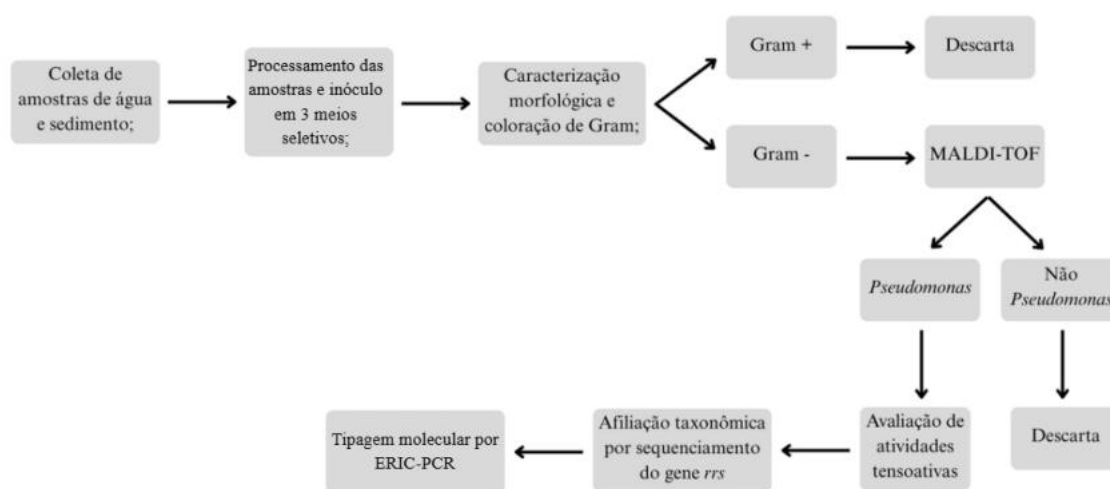 Coleta de
amostras de água
e sedimento;
Processamento das
amostras e inóculo
em 3 meios
seletivos;
Caracterização
morfológica e
coloração de Gram;
Gram +
Descarta
Gram -
MALDI-TOF
Pseudomonas
Não
Pseudomonas
Avaliação de
atividades
tensoativas
Descarta
Afiliação taxonômica
por sequenciamento
do gene rrs
Tipagem molecular por
ERIC-PCR